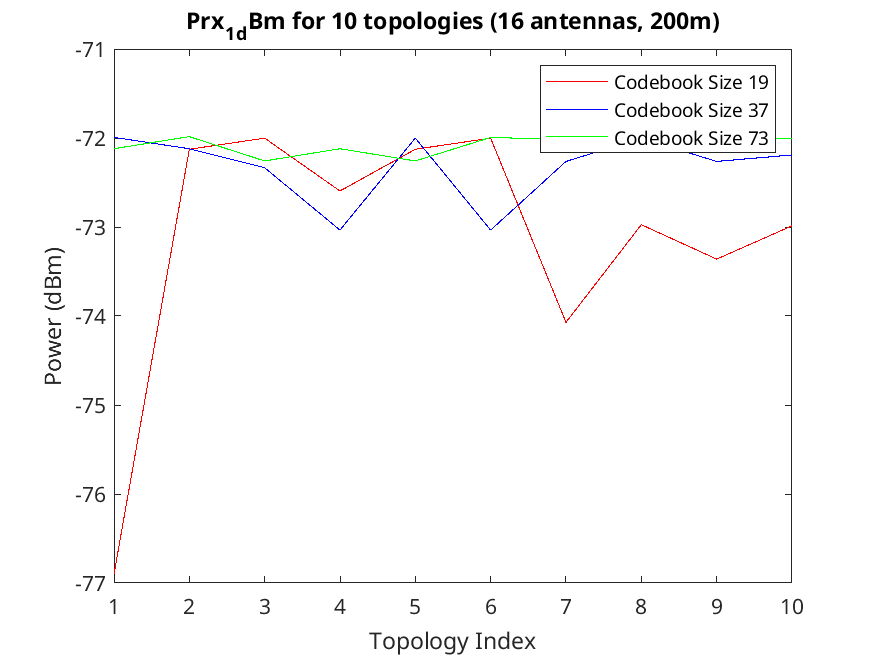 Prx1dBm for 10 topologies (16 antennas, 200m)
-71
Codebook Size 19
Codebook Size 37
Codebook Size 73
-72
-73
-74
-75
-76
-77
Power (dBm)
1 2 3 4 5 6 7 8 9 10
Topology Index